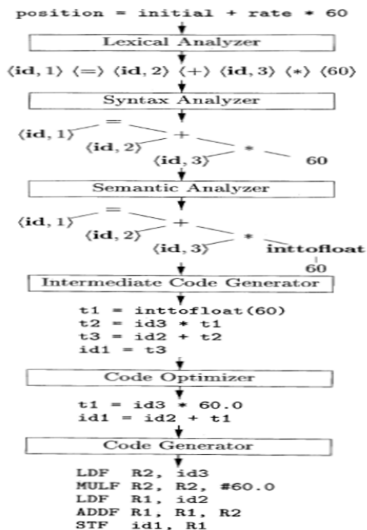 position = initial + rate * 60
Lexical Analyzer
⟨id, 1⟩ ⟨=⟩ ⟨id, 2⟩ ⟨+⟩ ⟨id, 3⟩ ⟨*⟩ ⟨60⟩
Syntax Analyzer
=
⟨id, 1⟩ +
⟨id, 2⟩ *
⟨id, 3⟩ 60
Semantic Analyzer
=
⟨id, 1⟩ +
⟨id, 2⟩ *
⟨id, 3⟩ inttofloat
60
Intermediate Code Generator
t1 = inttofloat(60)
t2 = id3 * t1
t3 = id2 + t2
id1 = t3
Code Optimizer
t1 = id3 * 60.0
id1 = id2 + t1
Code Generator
LDF R2, id3
MULF R2, R2, #60.0
LDF R1, id2
ADDF R1, R1, R2
STF id1, R1